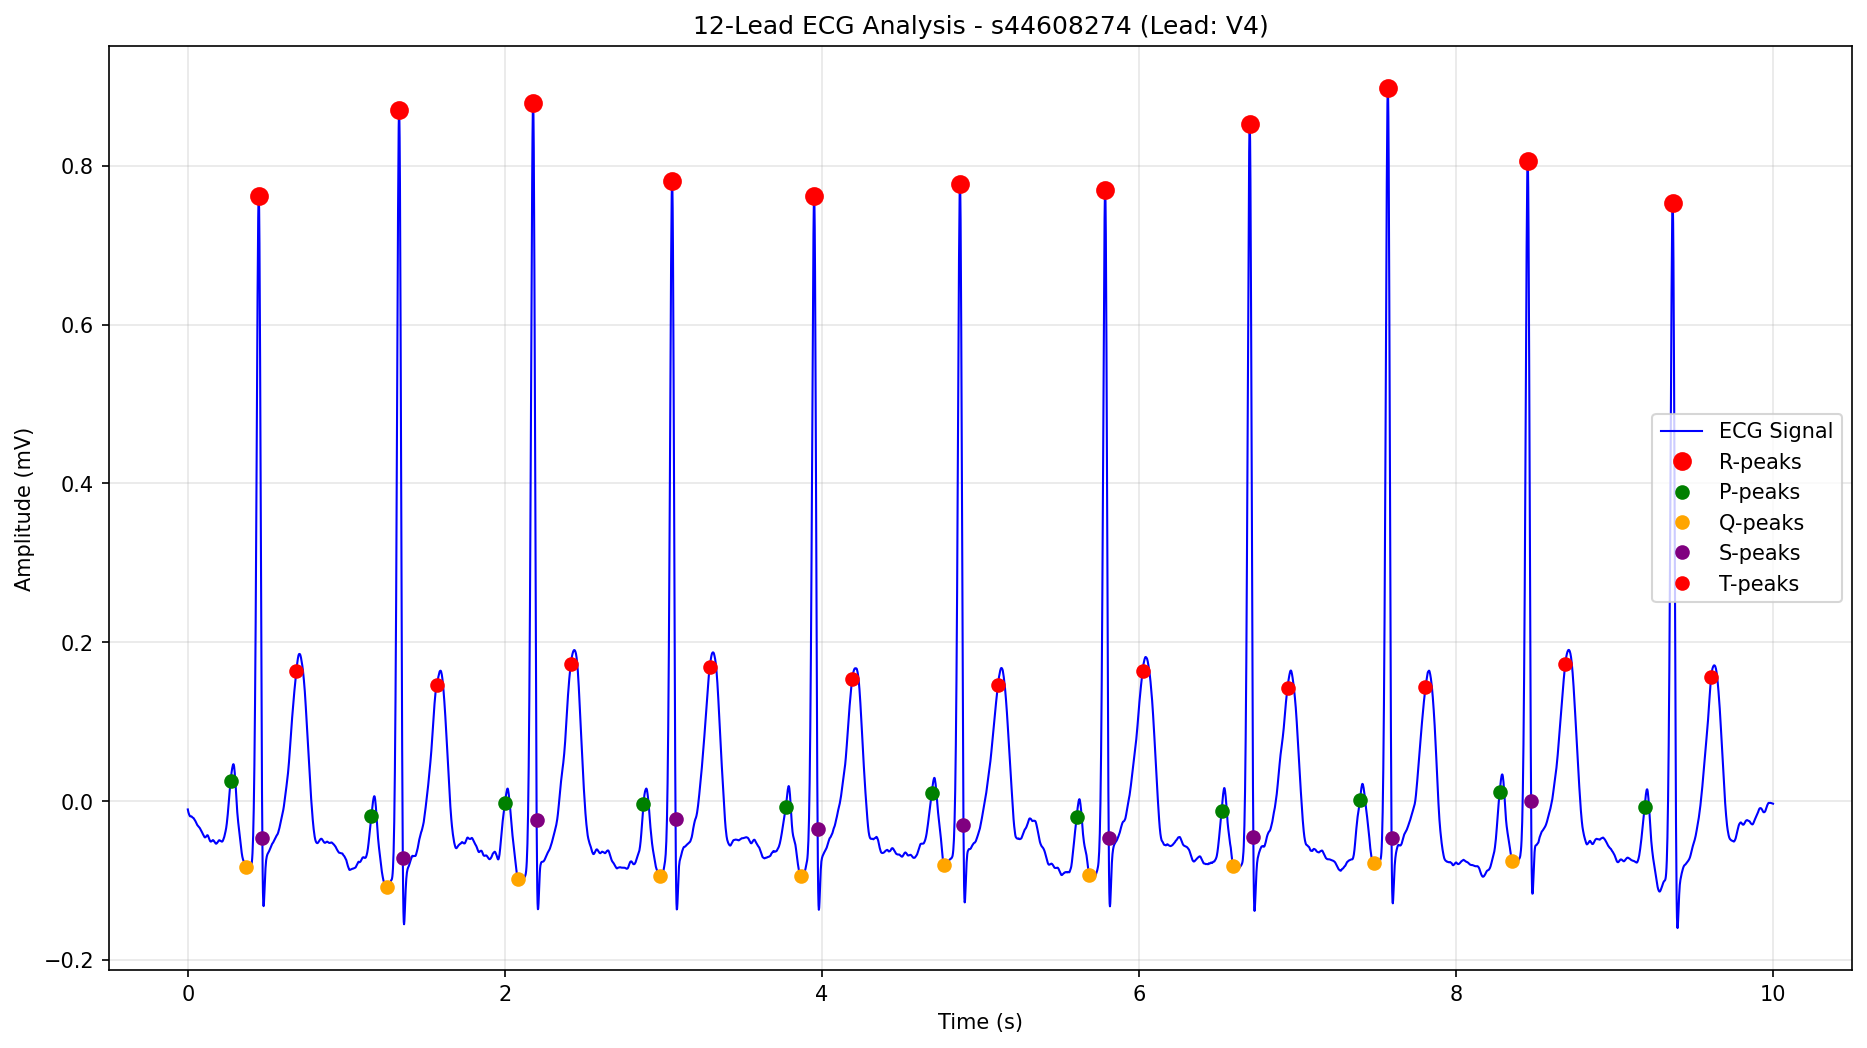 12-Lead ECG Analysis - s44608274 (Lead: V4)
Amplitude (mV)
0.8
0.6
0.4
0.2
0.0
−0.2
ECG Signal
R-peaks
P-peaks
Q-peaks
S-peaks
T-peaks
0 2 4 6 8 10
Time (s)